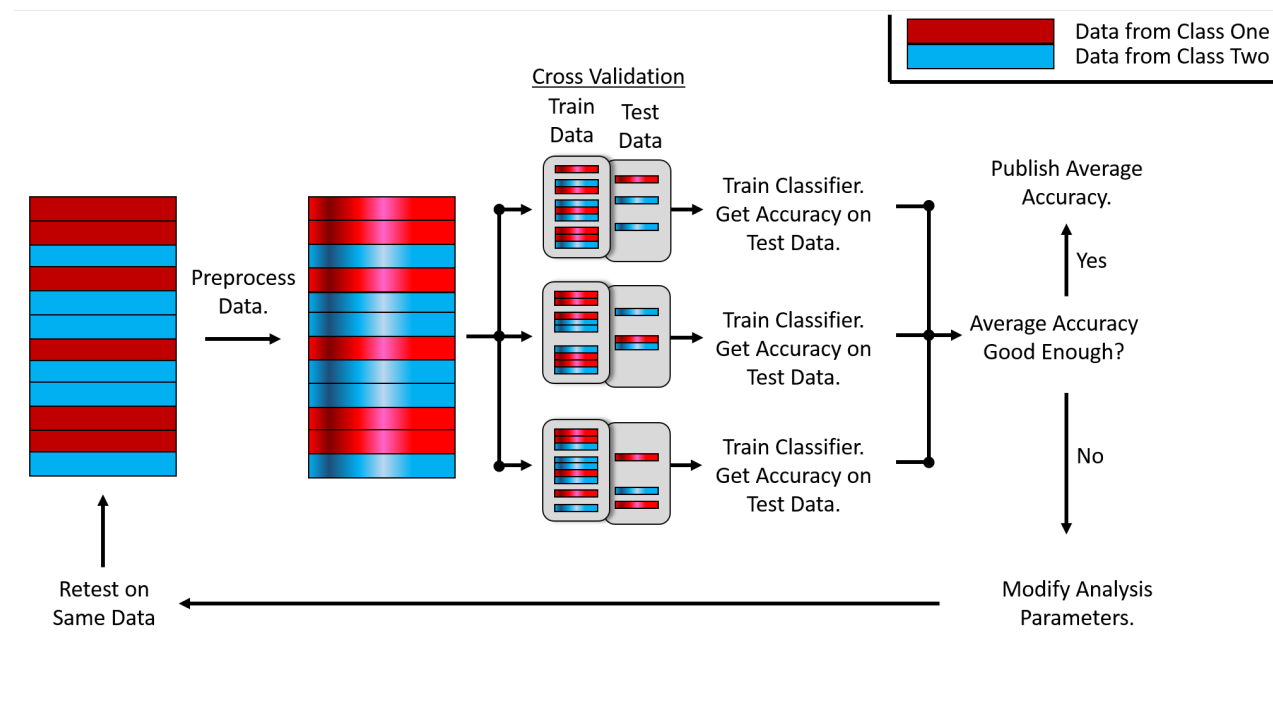 Data from Class One
Data from Class Two
Cross Validation
Train
Data
Test
Data
Preprocess
Data.
Train Classifier.
Get Accuracy on
Test Data.
Train Classifier.
Get Accuracy on
Test Data.
Train Classifier.
Get Accuracy on
Test Data.
Publish Average
Accuracy.
Yes
Average Accuracy
Good Enough?
No
Modify Analysis
Parameters.
Retest on
Same Data